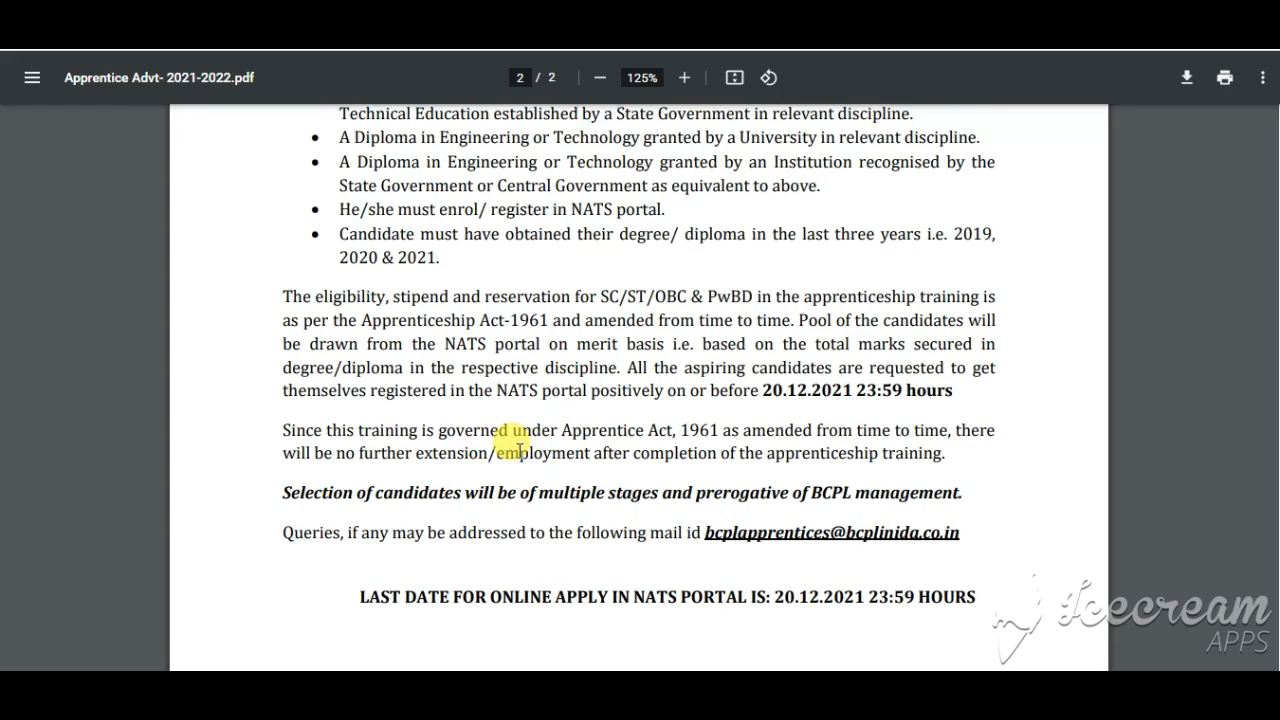 Apprentice Advt- 2021-2022.pdf
2 / 2
125%
Technical Education established by a State Government in relevant discipline.
• A Diploma in Engineering or Technology granted by a University in relevant discipline.
• A Diploma in Engineering or Technology granted by an Institution recognised by the
State Government or Central Government as equivalent to above.
• He/she must enrol/ register in NATS portal.
• Candidate must have obtained their degree/ diploma in the last three years i.e. 2019,
2020 & 2021.
The eligibility, stipend and reservation for SC/ST/OBC & PwBD in the apprenticeship training is
as per the Apprenticeship Act-1961 and amended from time to time. Pool of the candidates will
be drawn from the NATS portal on merit basis i.e. based on the total marks secured in
degree/diploma in the respective discipline. All the aspiring candidates are requested to get
themselves registered in the NATS portal positively on or before 20.12.2021 23:59 hours
Since this training is governed under Apprentice Act, 1961 as amended from time to time, there
will be no further extension/employment after completion of the apprenticeship training.
Selection of candidates will be of multiple stages and prerogative of BCPL management.
Queries, if any may be addressed to the following mail id bcplapprentices@bcplinida.co.in
LAST DATE FOR ONLINE APPLY IN NATS PORTAL IS: 20.12.2021 23:59 HOURS
Icecream
APPS